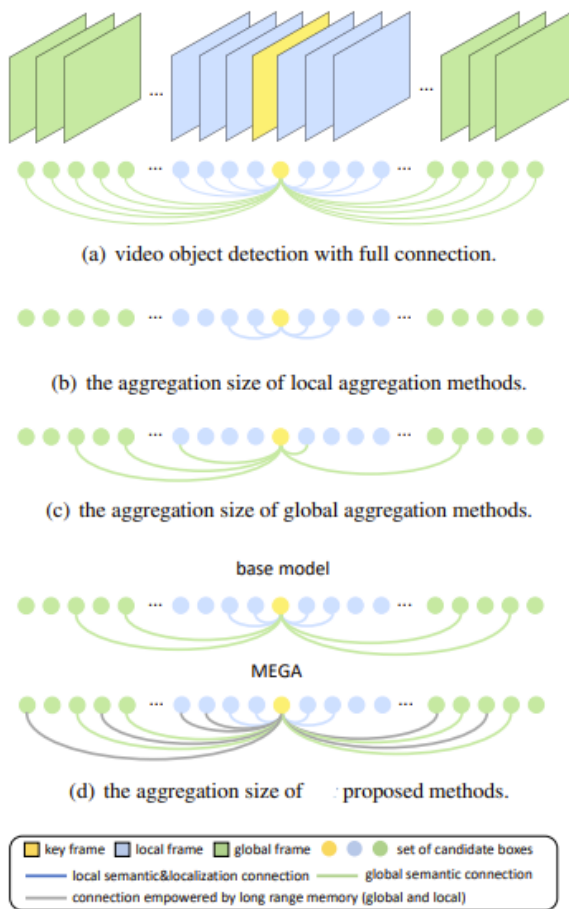 ... ...
... ...
(a) video object detection with full connection.
... ...
(b) the aggregation size of local aggregation methods.
... ...
(c) the aggregation size of global aggregation methods.
base model
... ...
MEGA
... ...
(d) the aggregation size of proposed methods.
key frame local frame global frame set of candidate boxes
local semantic&localization connection global semantic connection
connection empowered by long range memory (global and local)